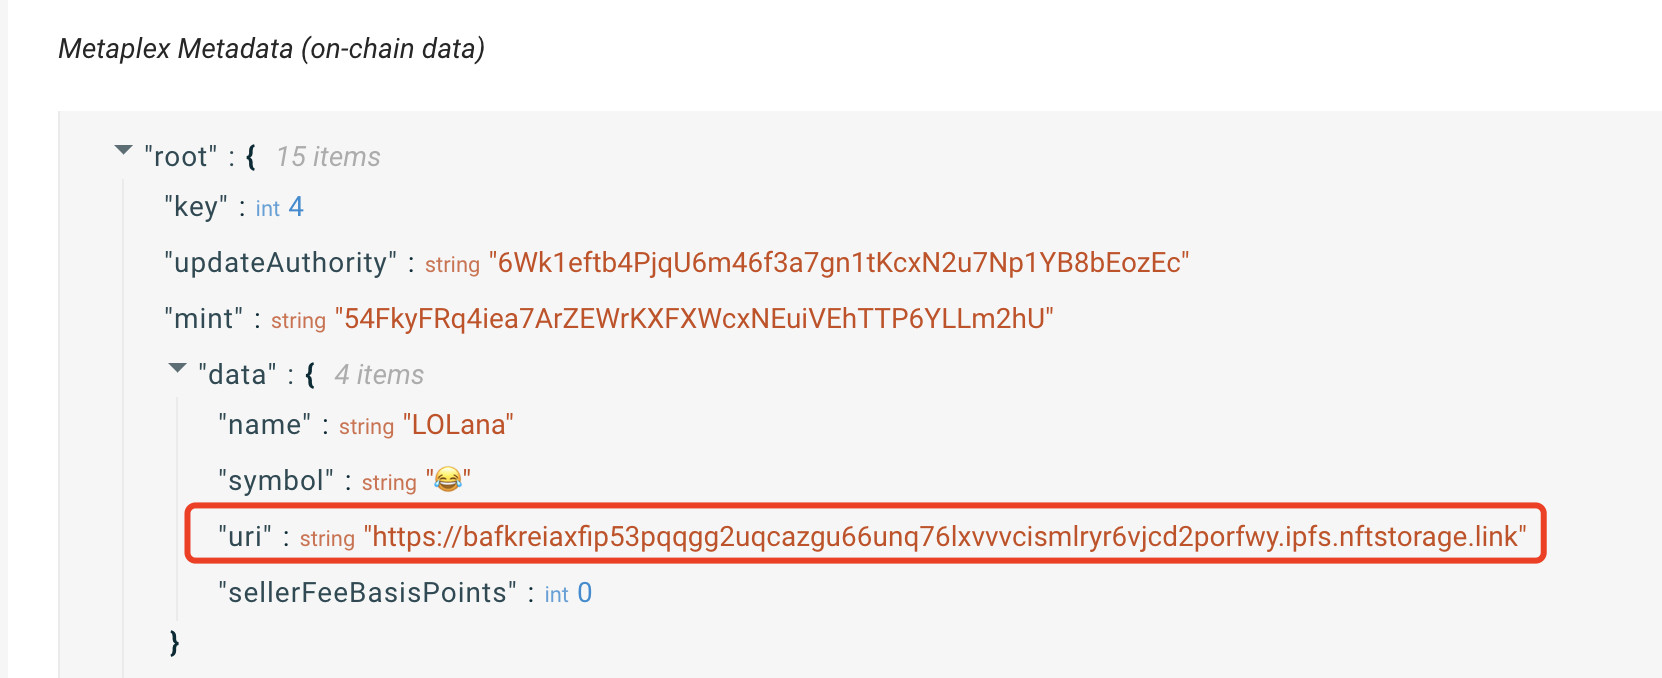 Metaplex Metadata (on-chain data)
"root" : { 15 items
"key" : int 4
"updateAuthority" : string "6Wk1eftb4PjqU6m46f3a7gn1tKcxN2u7Np1YB8bEozEc"
"mint" : string "54FkyFRq4iea7ArZEWrKXFXWcxNEuiVEhTTP6YLLm2hU"
"data" : { 4 items
"name" : string "LOLana"
"symbol" : string "😂"
"uri" : string "https://bafkreiaxfip53pqqgg2uqcazgu66unq76lxvvvcismlryr6vjcd2porfwy.ipfs.nftstorage.link"
"sellerFeeBasisPoints" : int 0
}